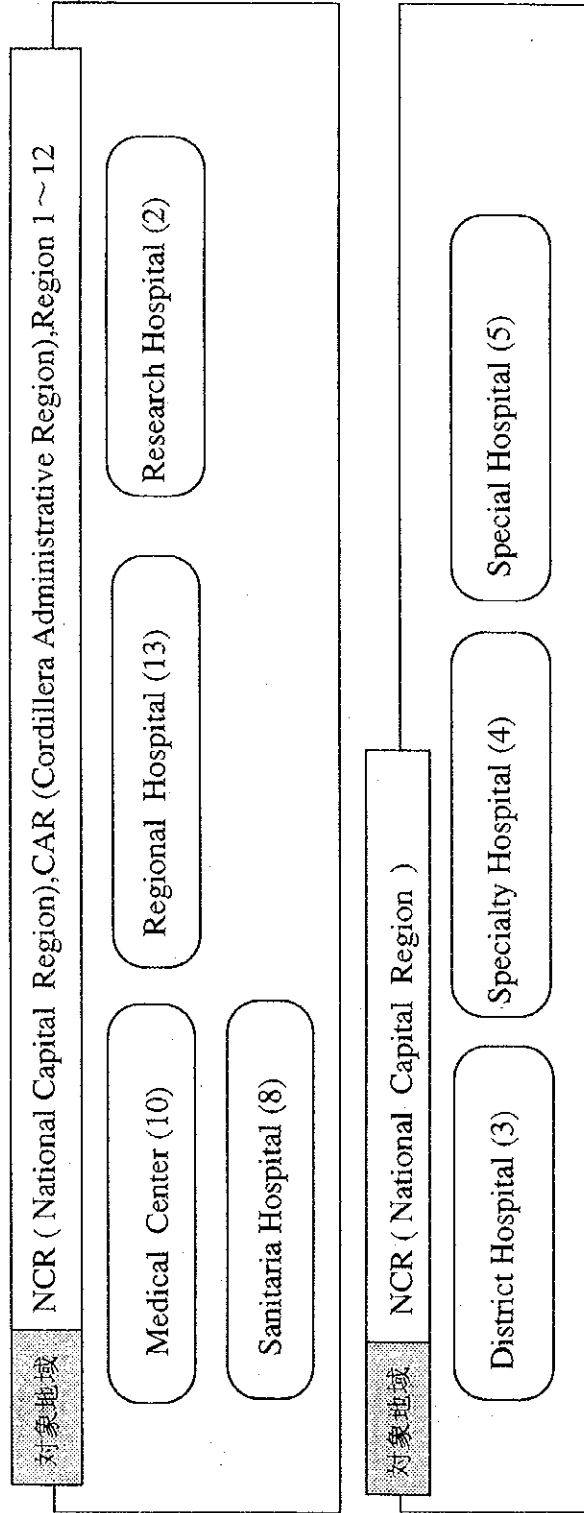 対象地域
NCR ( National Capital Region),CAR (Cordillera Administrative Region),Region 1～12
Medical Center (10)
Regional Hospital (13)
Research Hospital (2)
Sanitaria Hospital (8)
対象地域
NCR ( National Capital Region )
District Hospital (3)
Specialty Hospital (4)
Special Hospital (5)